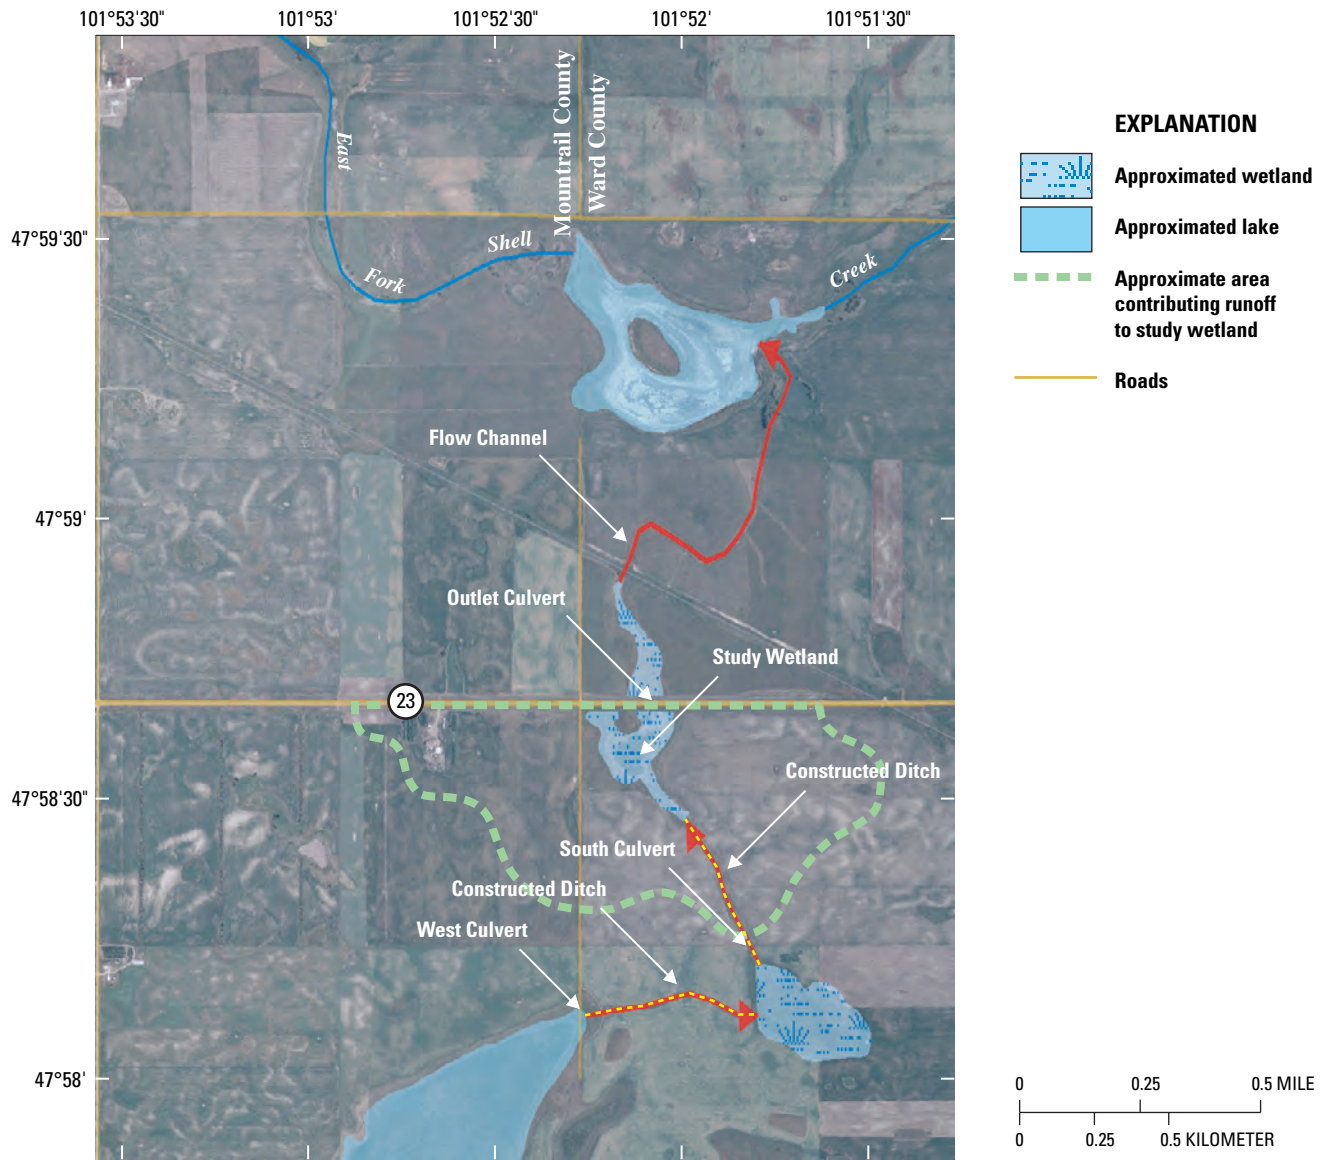 101°53'30" 101°53' 101°52'30" 101°52' 101°51'30"
Mountrail County
Ward County
East
47°59'30"
Shell
Fork
Creek
Flow Channel
47°59'
Outlet Culvert
Study Wetland
23
Constructed Ditch
47°58'30"
South Culvert
Constructed Ditch
West Culvert
47°58'
EXPLANATION
Approximated wetland
Approximated lake
Approximate area
contributing runoff
to study wetland
Roads
0 0.25 0.5 MILE
0 0.25 0.5 KILOMETER